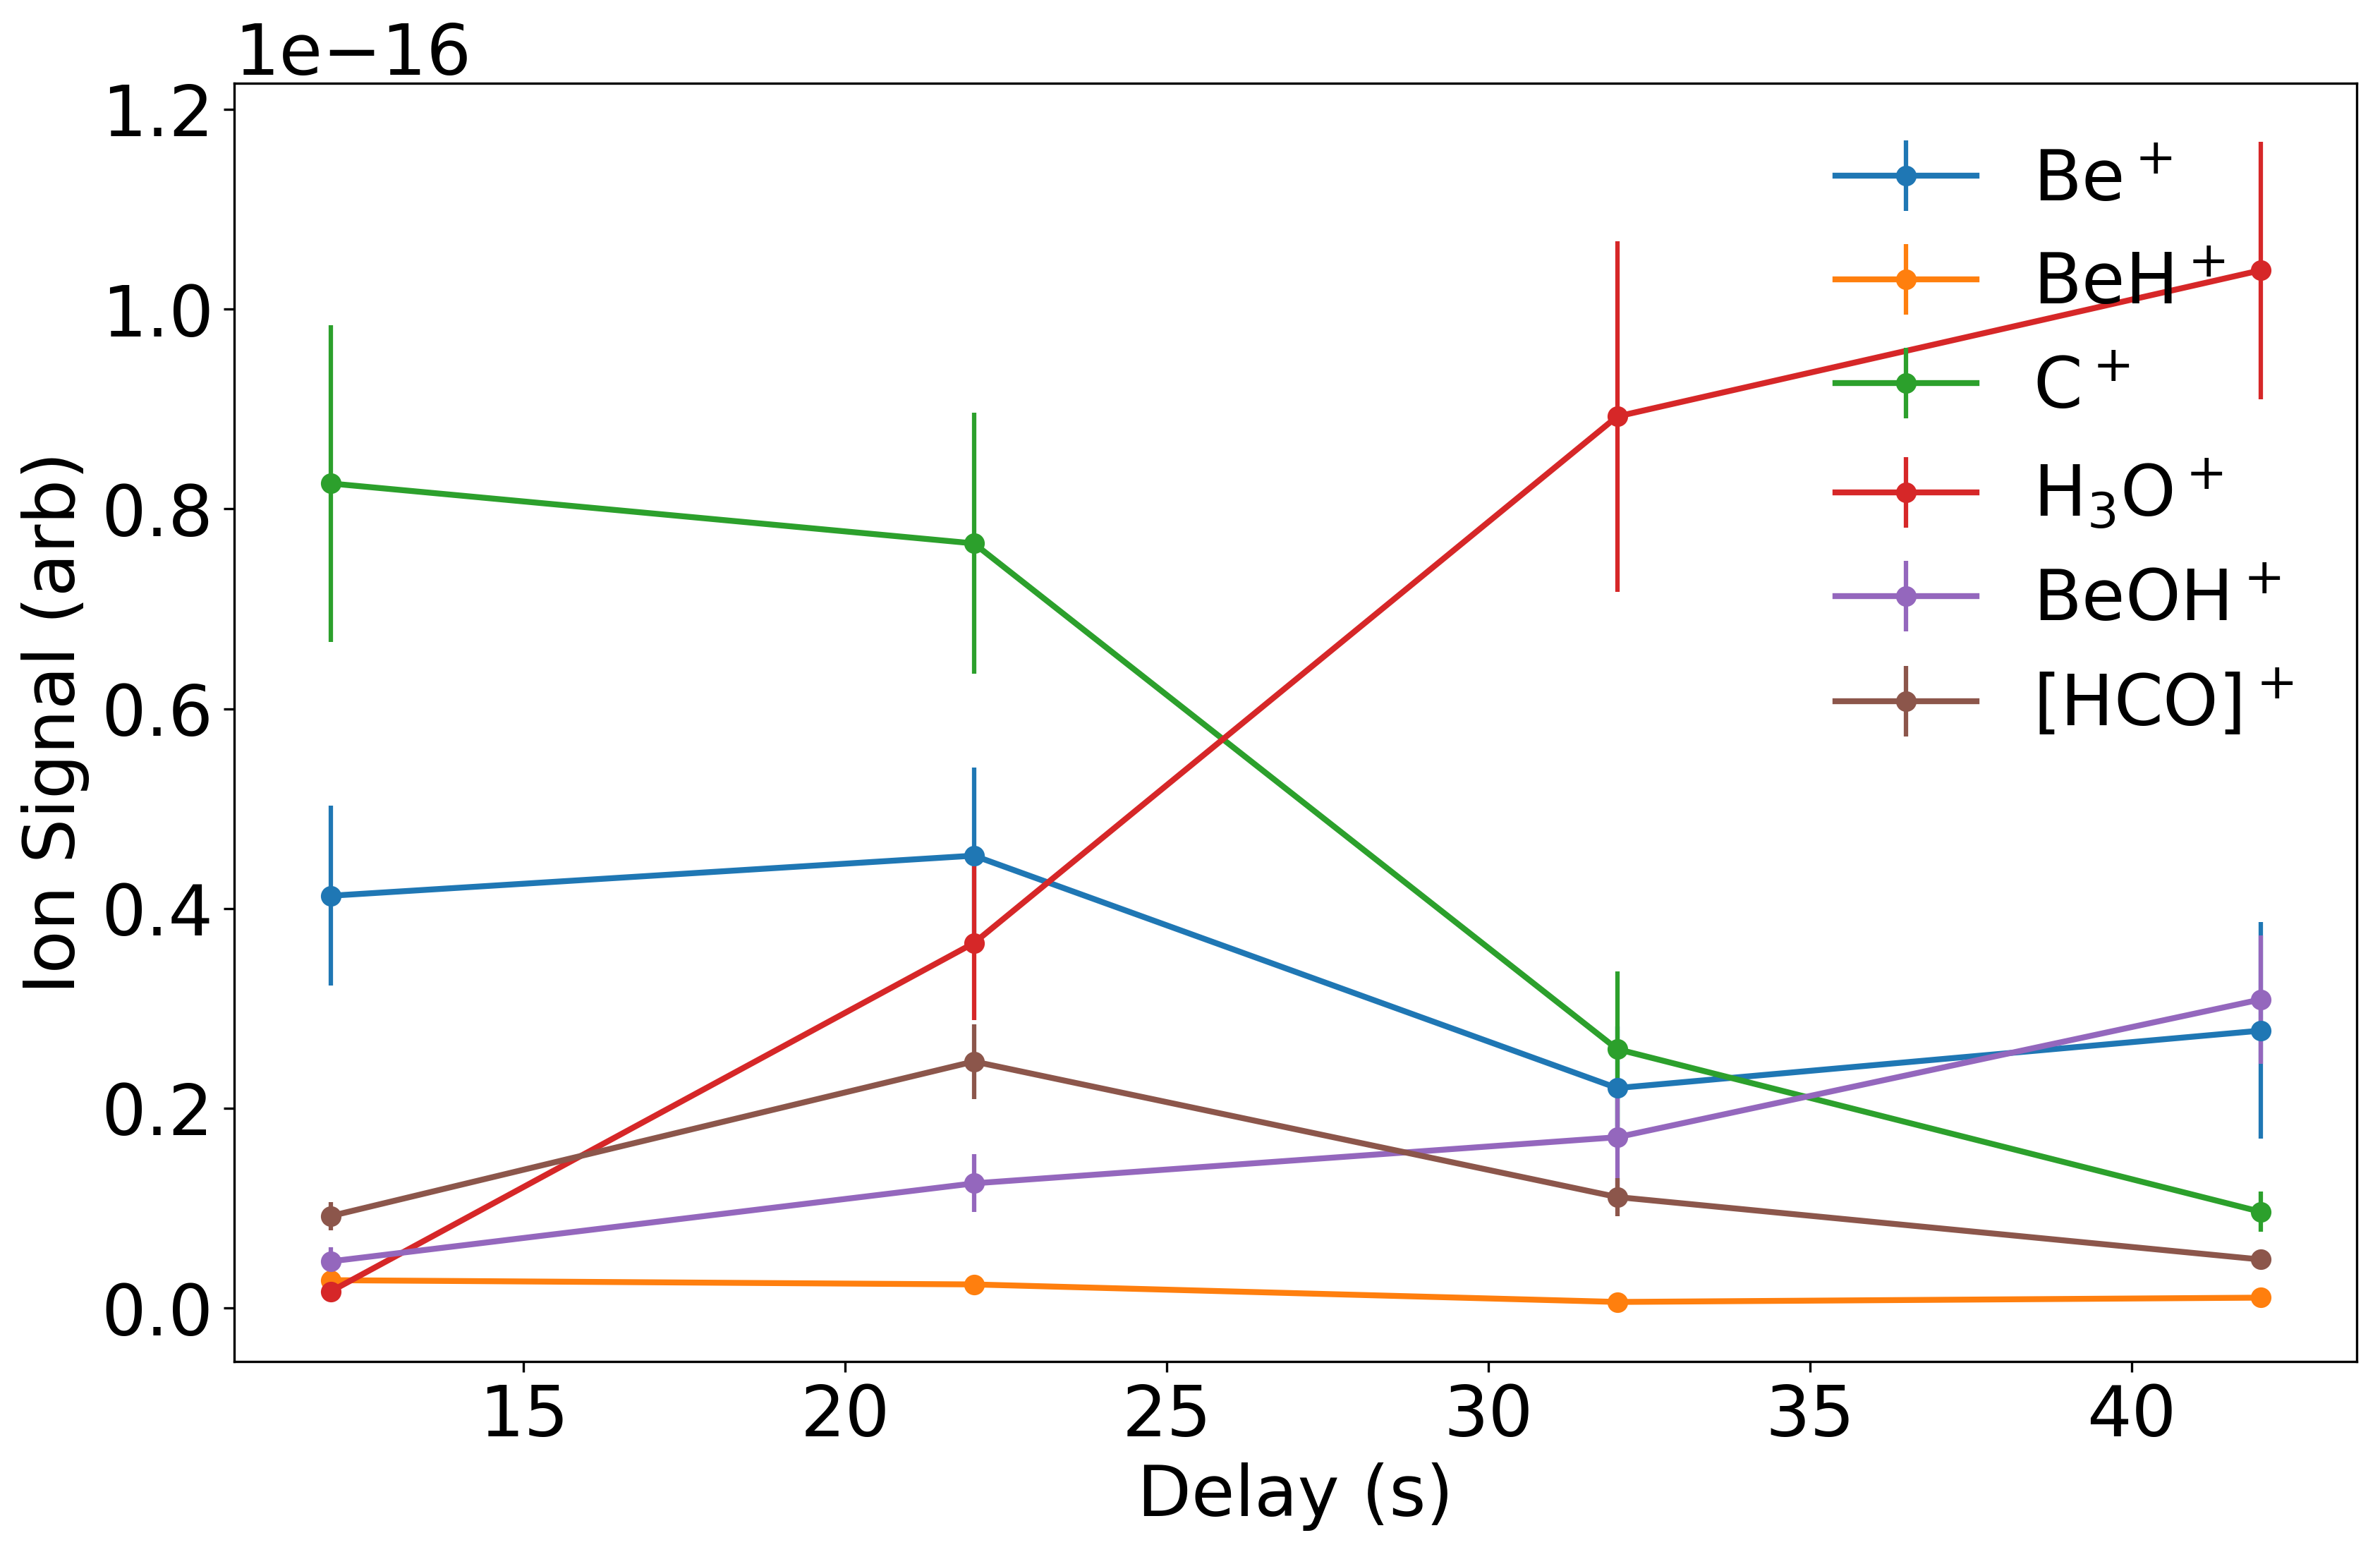 1e−16
1.2
1.0
0.8
0.6
0.4
0.2
0.0
Ion Signal (arb)
Be⁺
BeH⁺
C⁺
H₃O⁺
BeOH⁺
[HCO]⁺
15 20 25 30 35 40
Delay (s)